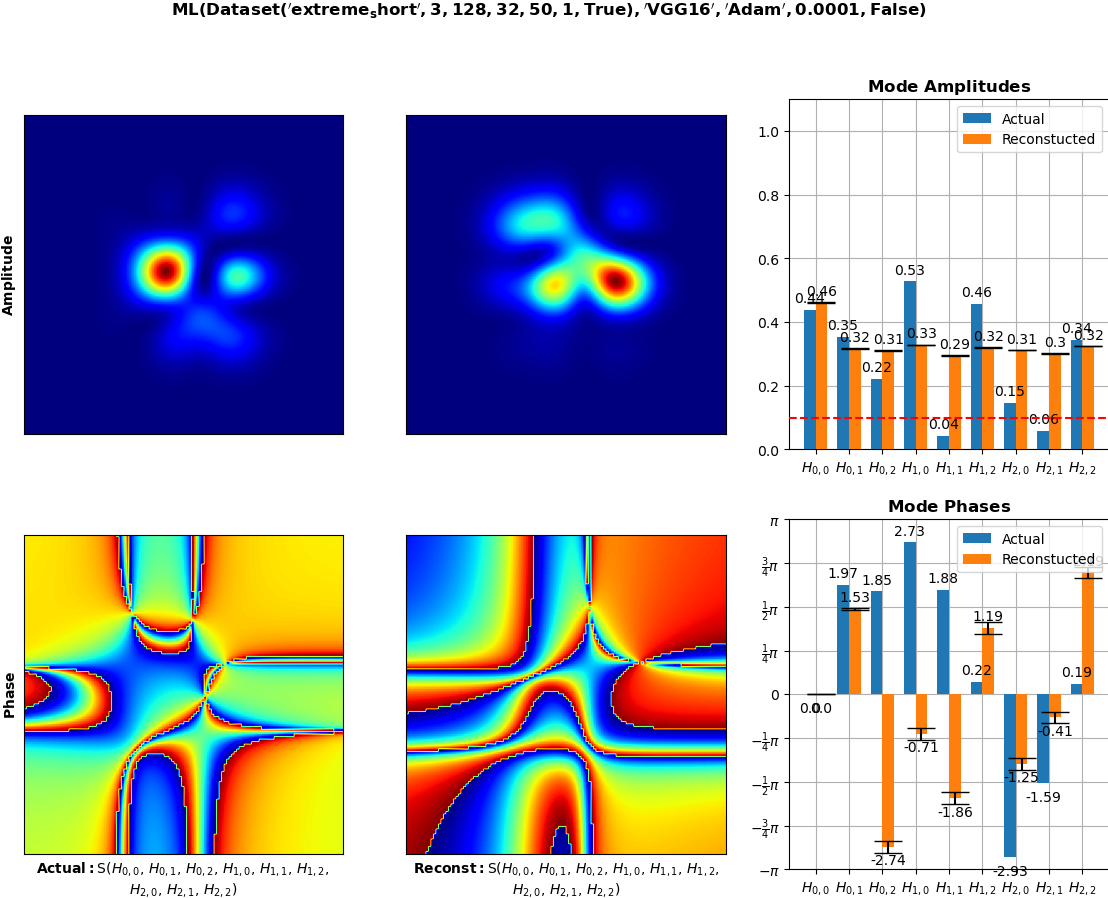 ML(Dataset('extreme_short', 3, 128, 32, 50, 1, True), 'VGG16', 'Adam', 0.0001, False)
Amplitude
Mode Amplitudes
Actual
Reconstucted
1.0
0.8
0.6
0.4
0.2
0.0
0.44
0.46
0.35
0.32
0.22
0.31
0.53
0.33
0.04
0.29
0.46
0.32
0.15
0.31
0.06
0.3
0.34
0.32
H0,0 H0,1 H0,2 H1,0 H1,1 H1,2 H2,0 H2,1 H2,2
Phase
Actual: S(H0,0, H0,1, H0,2, H1,0, H1,1, H1,2,
H2,0, H2,1, H2,2)
Reconst: S(H0,0, H0,1, H0,2, H1,0, H1,1, H1,2,
H2,0, H2,1, H2,2)
Mode Phases
Actual
Reconstucted
π
3/4π
1/2π
1/4π
0
−1/4π
−1/2π
−3/4π
−π
0.0
0.0
1.97
1.53
1.85
-2.74
2.73
-0.71
1.88
-1.86
0.22
1.19
-2.93
-1.25
-1.59
-0.41
0.19
H0,0 H0,1 H0,2 H1,0 H1,1 H1,2 H2,0 H2,1 H2,2